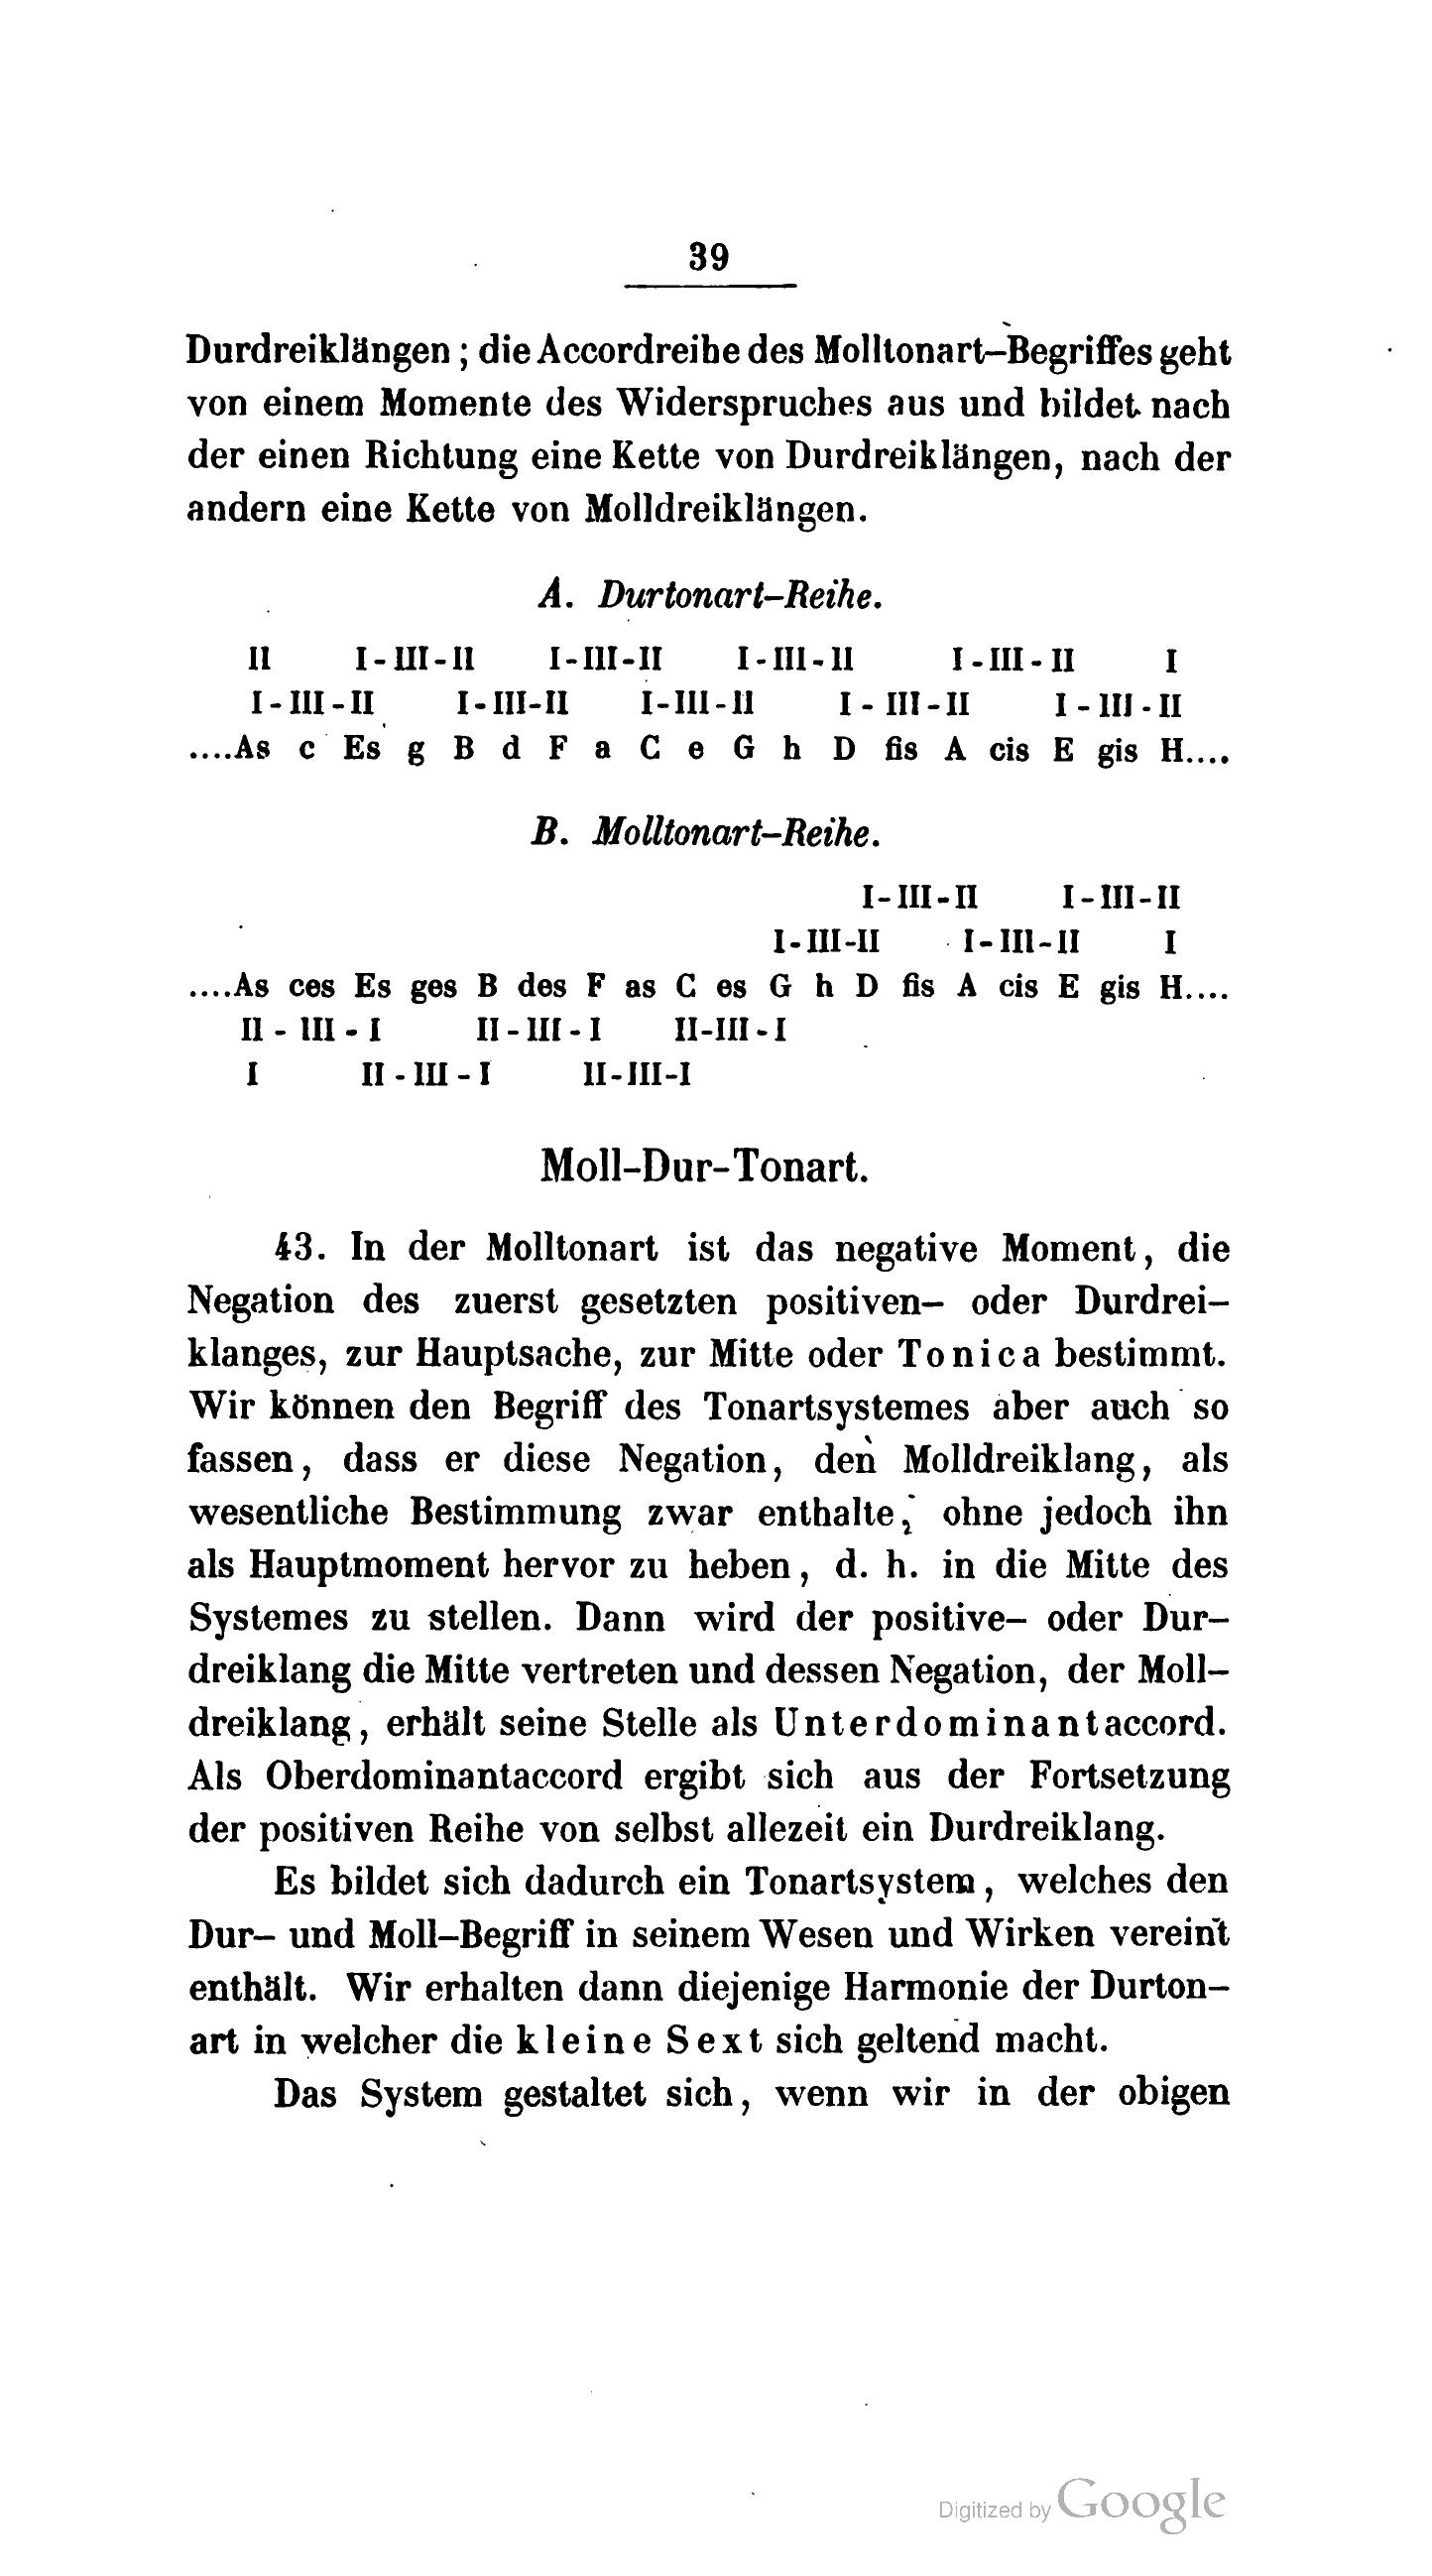 39
Durdreiklängen; die Accordreihe des Molltonart-Begriffes geht
von einem Momente des Widerspruches aus und bildet nach
der einen Richtung eine Kette von Durdreiklängen, nach der
andern eine Kette von Molldreiklängen.
A. Durtonart-Reihe.
II I-III-II I-III-II I-III-II I-III-II I
I-III-II I-III-II I-III-II I-III-II I-III-II
....As c Es g B d F a C e G h D fis A cis E gis H....
B. Molltonart-Reihe.
I-III-II I-III-II
I-III-II I-III-II I
....As ces Es ges B des F as C es G h D fis A cis E gis H....
II-III-I II-III-I II-III-I
I II-III-I II-III-I
Moll-Dur-Tonart.
43. In der Molltonart ist das negative Moment, die
Negation des zuerst gesetzten positiven- oder Durdrei-
klanges, zur Hauptsache, zur Mitte oder Tonica bestimmt.
Wir können den Begriff des Tonartsystemes aber auch so
fassen, dass er diese Negation, den Molldreiklang, als
wesentliche Bestimmung zwar enthalte, ohne jedoch ihn
als Hauptmoment hervor zu heben, d. h. in die Mitte des
Systemes zu stellen. Dann wird der positive- oder Dur-
dreiklang die Mitte vertreten und dessen Negation, der Moll-
dreiklang, erhält seine Stelle als Unterdominantaccord.
Als Oberdominantaccord ergibt sich aus der Fortsetzung
der positiven Reihe von selbst allezeit ein Durdreiklang.
Es bildet sich dadurch ein Tonartsystem, welches den
Dur- und Moll-Begriff in seinem Wesen und Wirken vereint
enthält. Wir erhalten dann diejenige Harmonie der Durton-
art in welcher die kleine Sext sich geltend macht.
Das System gestaltet sich, wenn wir in der obigen
Digitized by Google